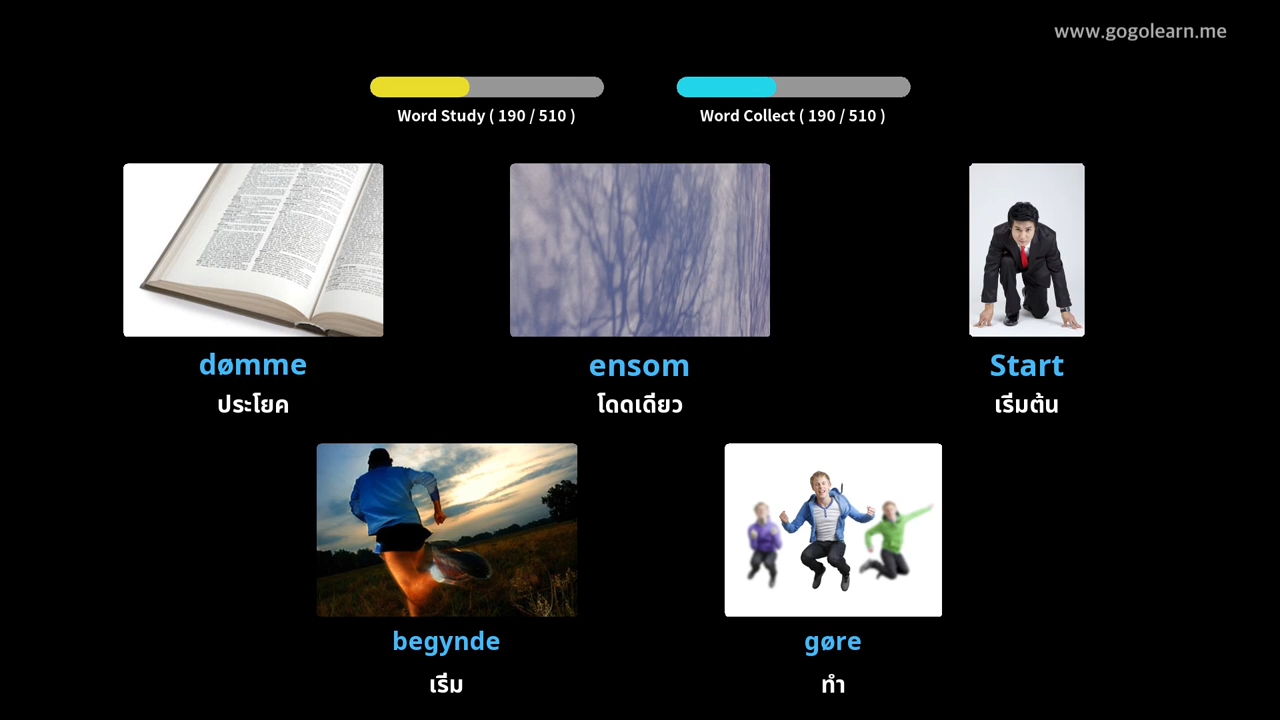 www.gogolearn.me
Word Study ( 190 / 510 )
Word Collect ( 190 / 510 )
dømme
ประโยค
ensom
โดดเดี่ยว
Start
เริ่มต้น
begynde
เริ่ม
gøre
ทำ